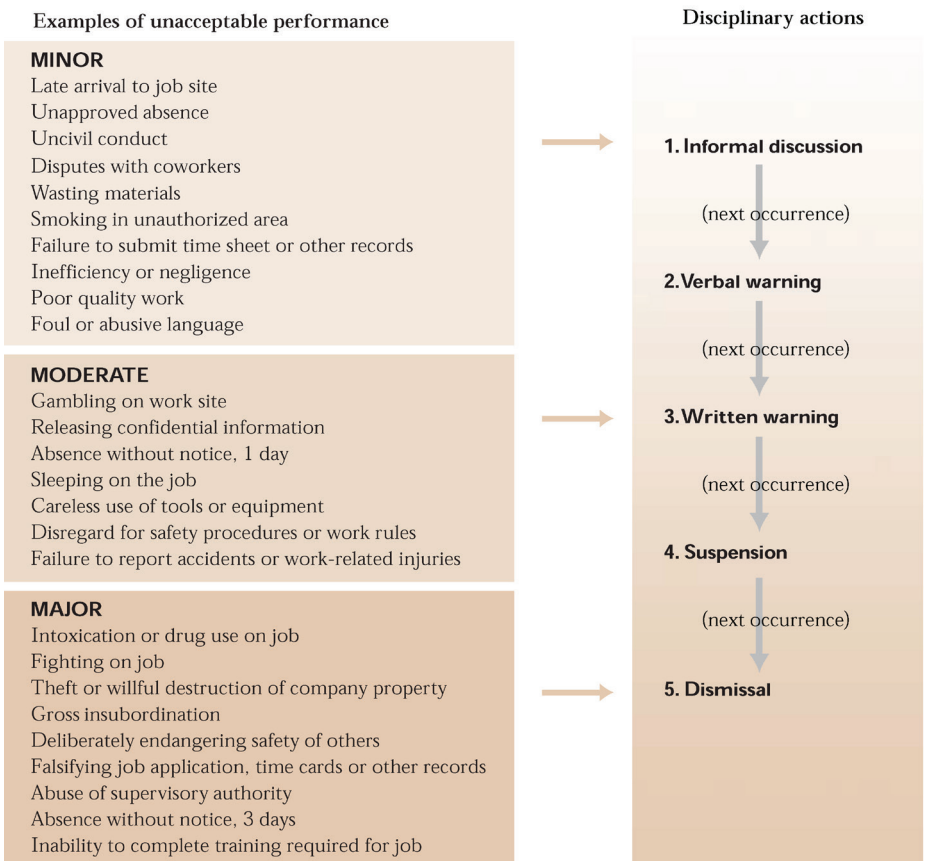 Examples of unacceptable performance
MINOR
Late arrival to job site
Unapproved absence
Uncivil conduct
Disputes with coworkers
Wasting materials
Smoking in unauthorized area
Failure to submit time sheet or other records
Inefficiency or negligence
Poor quality work
Foul or abusive language
MODERATE
Gambling on work site
Releasing confidential information
Absence without notice, 1 day
Sleeping on the job
Careless use of tools or equipment
Disregard for safety procedures or work rules
Failure to report accidents or work-related injuries
MAJOR
Intoxication or drug use on job
Fighting on job
Theft or willful destruction of company property
Gross insubordination
Deliberately endangering safety of others
Falsifying job application, time cards or other records
Abuse of supervisory authority
Absence without notice, 3 days
Inability to complete training required for job
Disciplinary actions
1. Informal discussion
(next occurrence)
2.Verbal warning
(next occurrence)
3.Written warning
(next occurrence)
4. Suspension
(next occurrence)
5. Dismissal